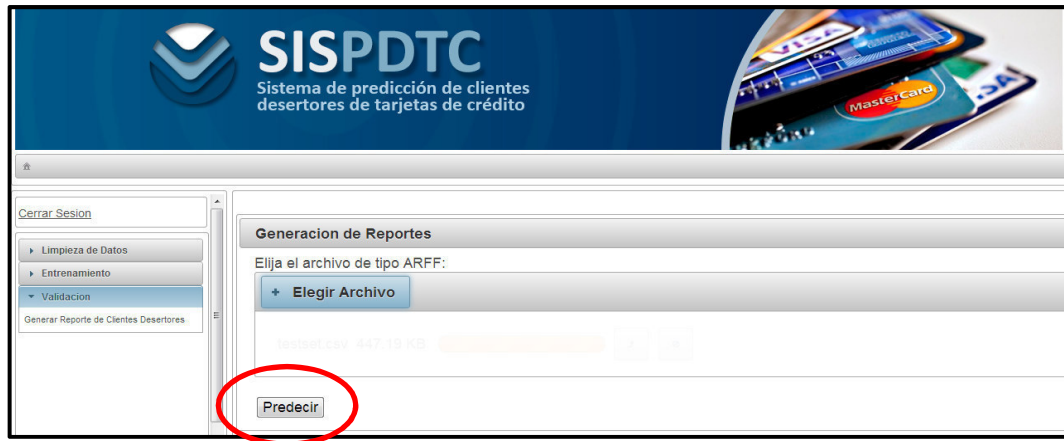 SISPDTC
Sistema de predicción de clientes
desertores de tarjetas de crédito
VISA
MasterCard
VISA
Cerrar Sesion
Limpieza de Datos
Entrenamiento
Validacion
Generar Reporte de Clientes Desertores
Generacion de Reportes
Elija el archivo de tipo ARFF:
+ Elegir Archivo
testset.csv 447.19 KB
Predecir